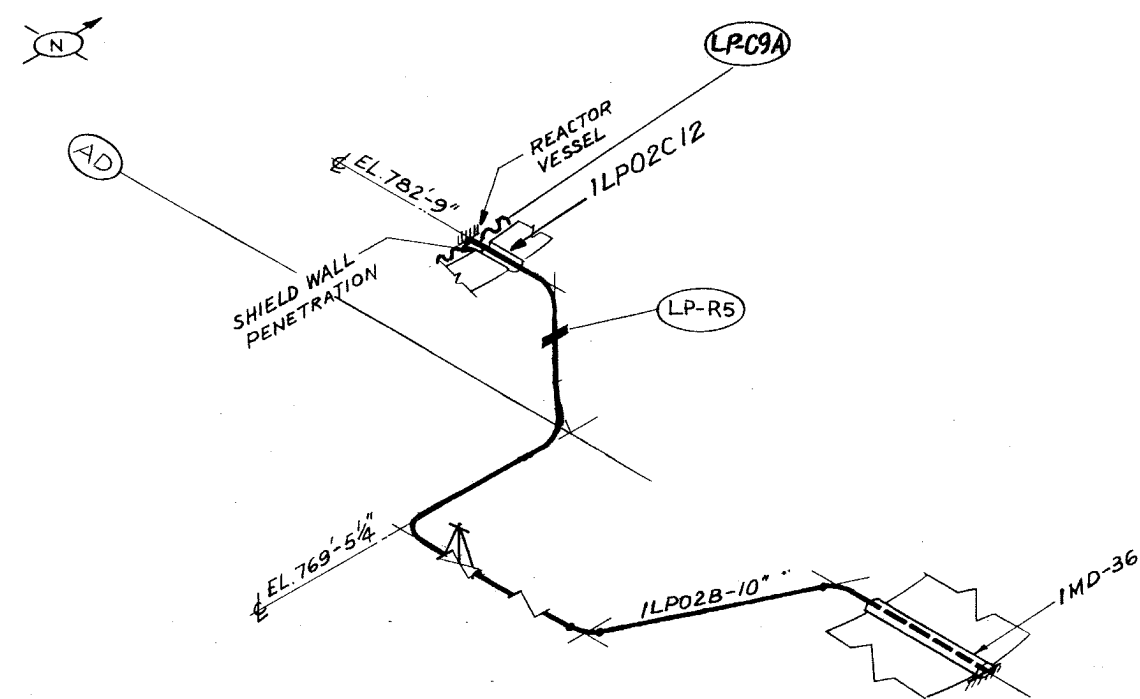 N
LP-C9A
AD
REACTOR
VESSEL
℄ EL.782'-9"
1LP02C12
SHIELD WALL
PENETRATION
LP-R5
℄ EL.769'-5¼"
1LP02B-10"
1MD-36